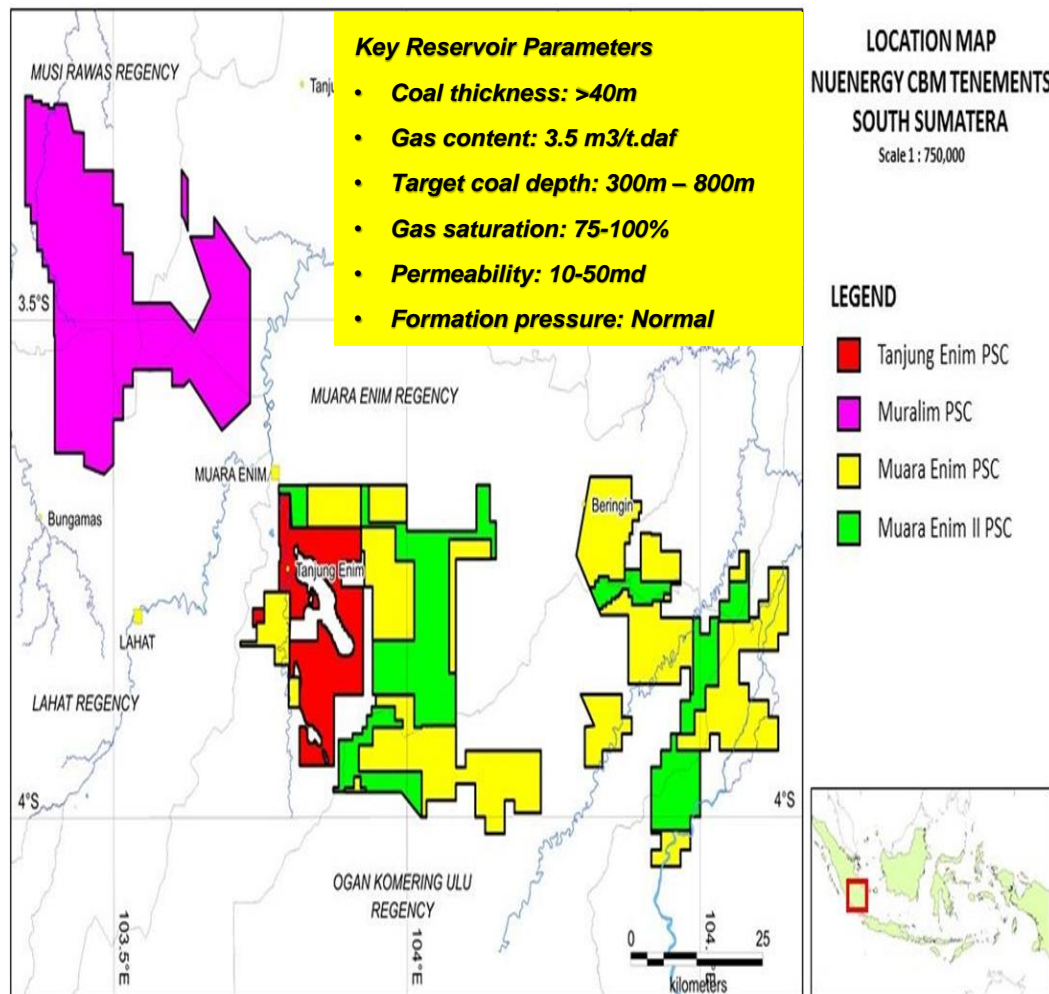 Key Reservoir Parameters
• Coal thickness: >40m
• Gas content: 3.5 m3/t.daf
• Target coal depth: 300m – 800m
• Gas saturation: 75-100%
• Permeability: 10-50md
• Formation pressure: Normal
LOCATION MAP
NUENERGY CBM TENEMENTS
SOUTH SUMATERA
Scale 1 : 750,000
LEGEND
Tanjung Enim PSC
Muralim PSC
Muara Enim PSC
Muara Enim II PSC
MUSI RAWAS REGENCY
3.5°S
MUARA ENIM REGENCY
MUARA ENIM
Beringin
Bungamas
Tanjung Enim
LAHAT
LAHAT REGENCY
4°S
4°S
OGAN KOMERING ULU
REGENCY
103.5°E
104°E
0 25
kilometers